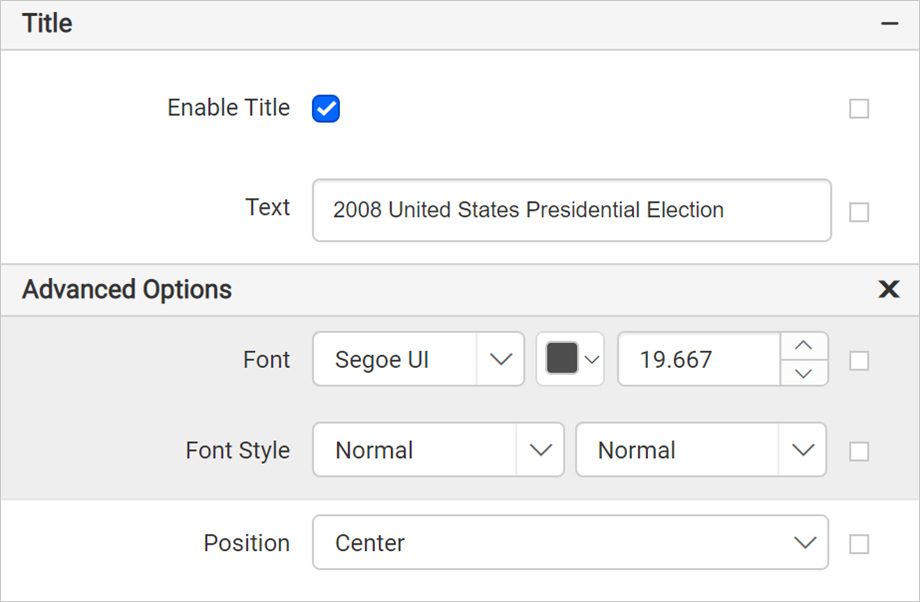 Title
Enable Title
Text 2008 United States Presidential Election
Advanced Options
Font Segoe UI 19.667
Font Style Normal Normal
Position Center